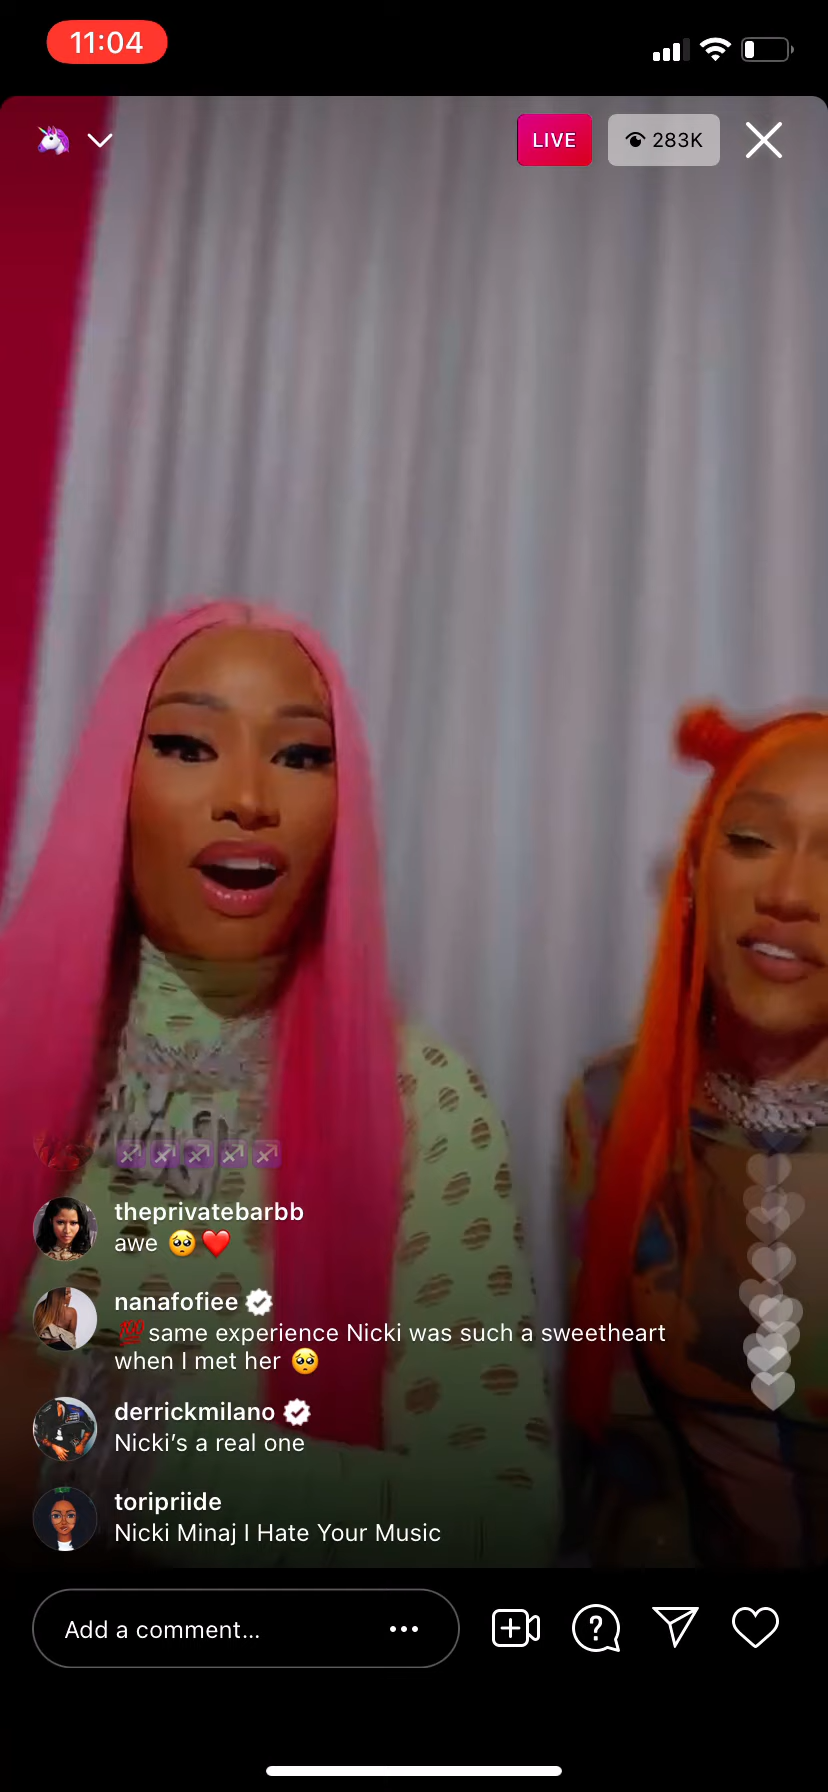 11:04
LIVE
283K
♐♐♐♐♐
theprivatebarbb
awe 🥺❤️
nanafofiee
💯same experience Nicki was such a sweetheart
when I met her 🥺
derrickmilano
Nicki’s a real one
toripriide
Nicki Minaj I Hate Your Music
Add a comment...